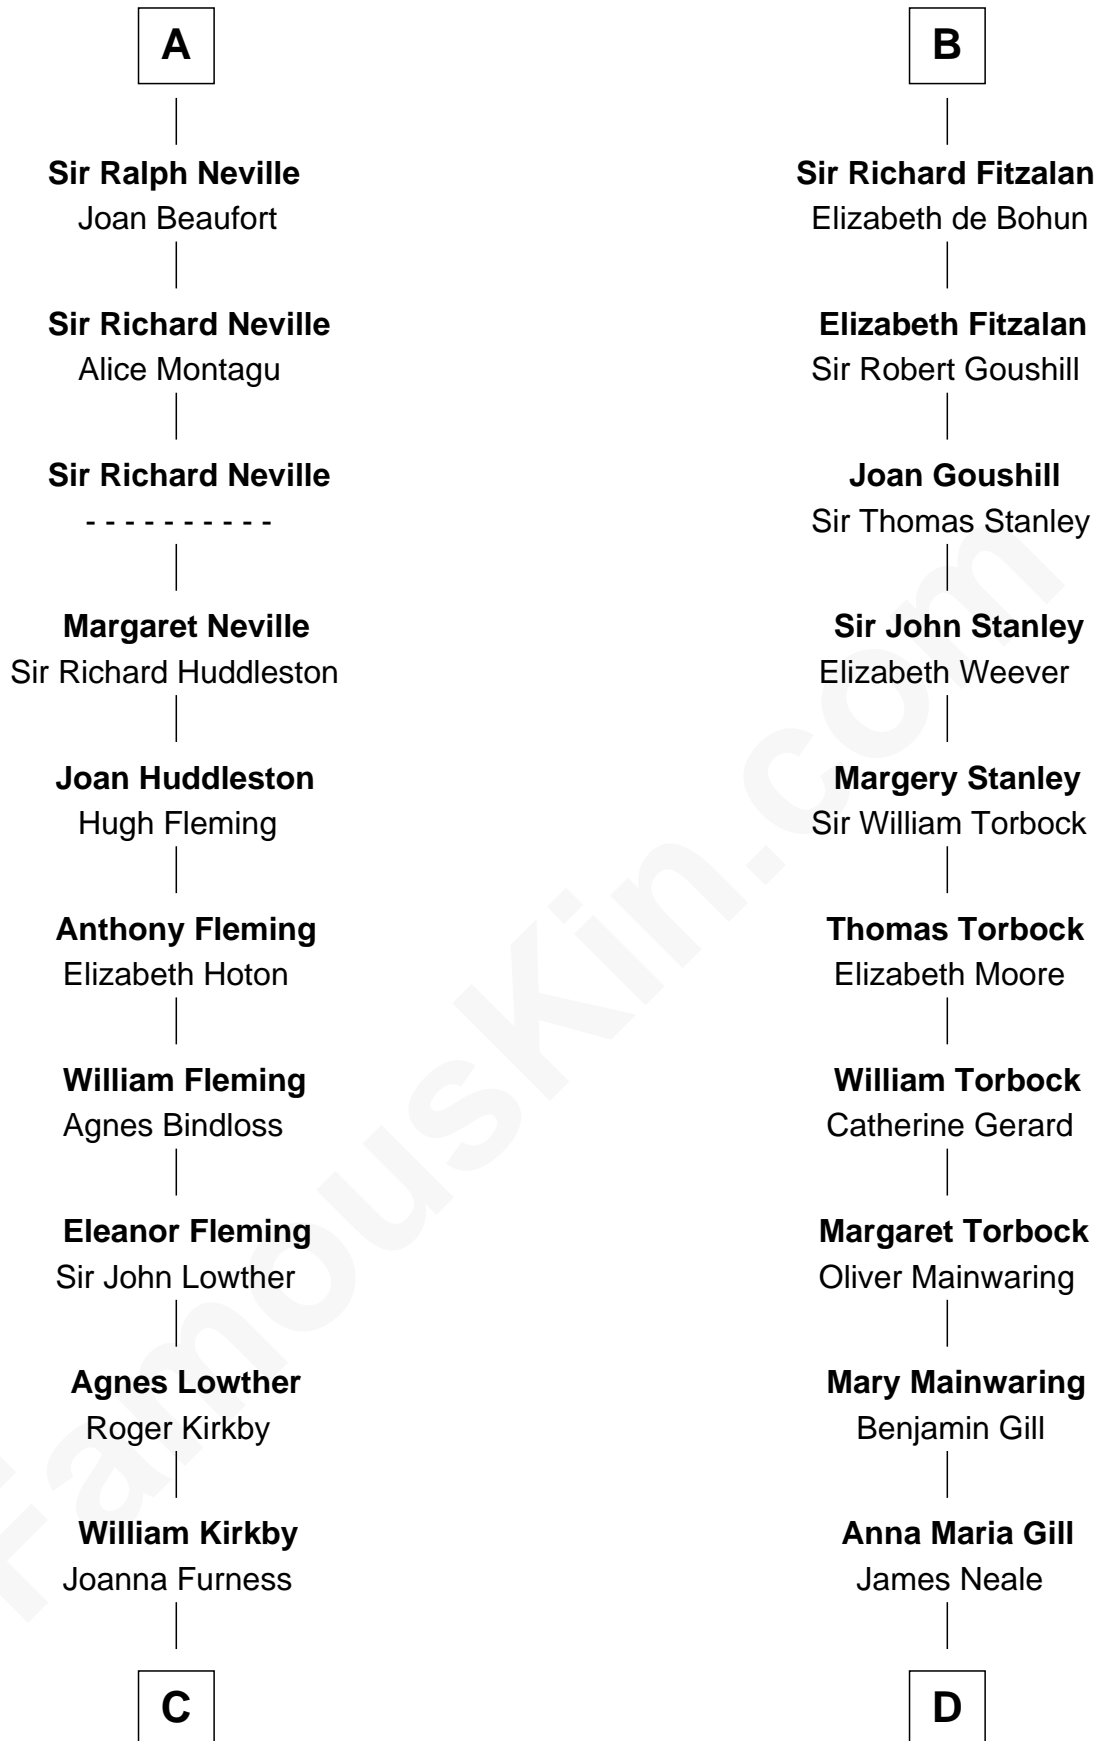 A
Sir Ralph Neville
Joan Beaufort
Sir Richard Neville
Alice Montagu
Sir Richard Neville
- - - - - - - - - -
Margaret Neville
Sir Richard Huddleston
Joan Huddleston
Hugh Fleming
Anthony Fleming
Elizabeth Hoton
William Fleming
Agnes Bindloss
Eleanor Fleming
Sir John Lowther
Agnes Lowther
Roger Kirkby
William Kirkby
Joanna Furness
C
B
Sir Richard Fitzalan
Elizabeth de Bohun
Elizabeth Fitzalan
Sir Robert Goushill
Joan Goushill
Sir Thomas Stanley
Sir John Stanley
Elizabeth Weever
Margery Stanley
Sir William Torbock
Thomas Torbock
Elizabeth Moore
William Torbock
Catherine Gerard
Margaret Torbock
Oliver Mainwaring
Mary Mainwaring
Benjamin Gill
Anna Maria Gill
James Neale
D
FamousKin.com